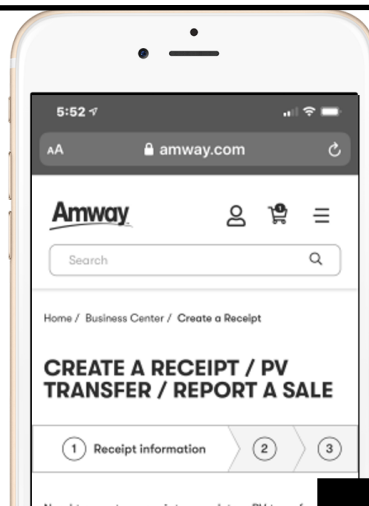 5:52
AA amway.com
Amway
1
Search
Home / Business Center / Create a Receipt
CREATE A RECEIPT / PV
TRANSFER / REPORT A SALE
1 Receipt information 2 3